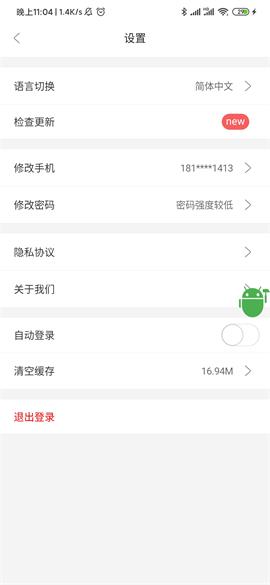 晚上11:04 | 1.4K/s
设置
语言切换 简体中文
检查更新 new
修改手机 181****1413
修改密码 密码强度较低
隐私协议
关于我们
自动登录
清空缓存 16.94M
退出登录